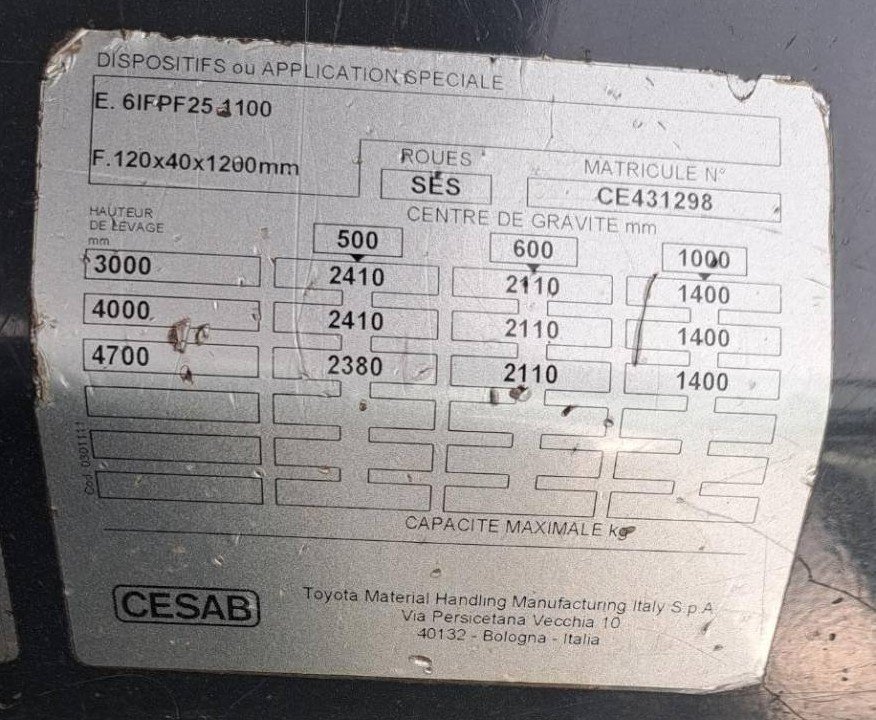 DISPOSITIFS ou APPLICATION SPECIALE
E. 6IFPF25-1100
F.120x40x1200mm
ROUES
SES
MATRICULE N°
CE431298
HAUTEUR
DE LEVAGE
mm
CENTRE DE GRAVITE mm
500 600 1000
3000 2410 2110 1400
4000 2410 2110 1400
4700 2380 2110 1400
Cod. 0301111
CAPACITE MAXIMALE kg
CESAB
Toyota Material Handling Manufacturing Italy S.p.A
Via Persicetana Vecchia 10
40132 - Bologna - Italia